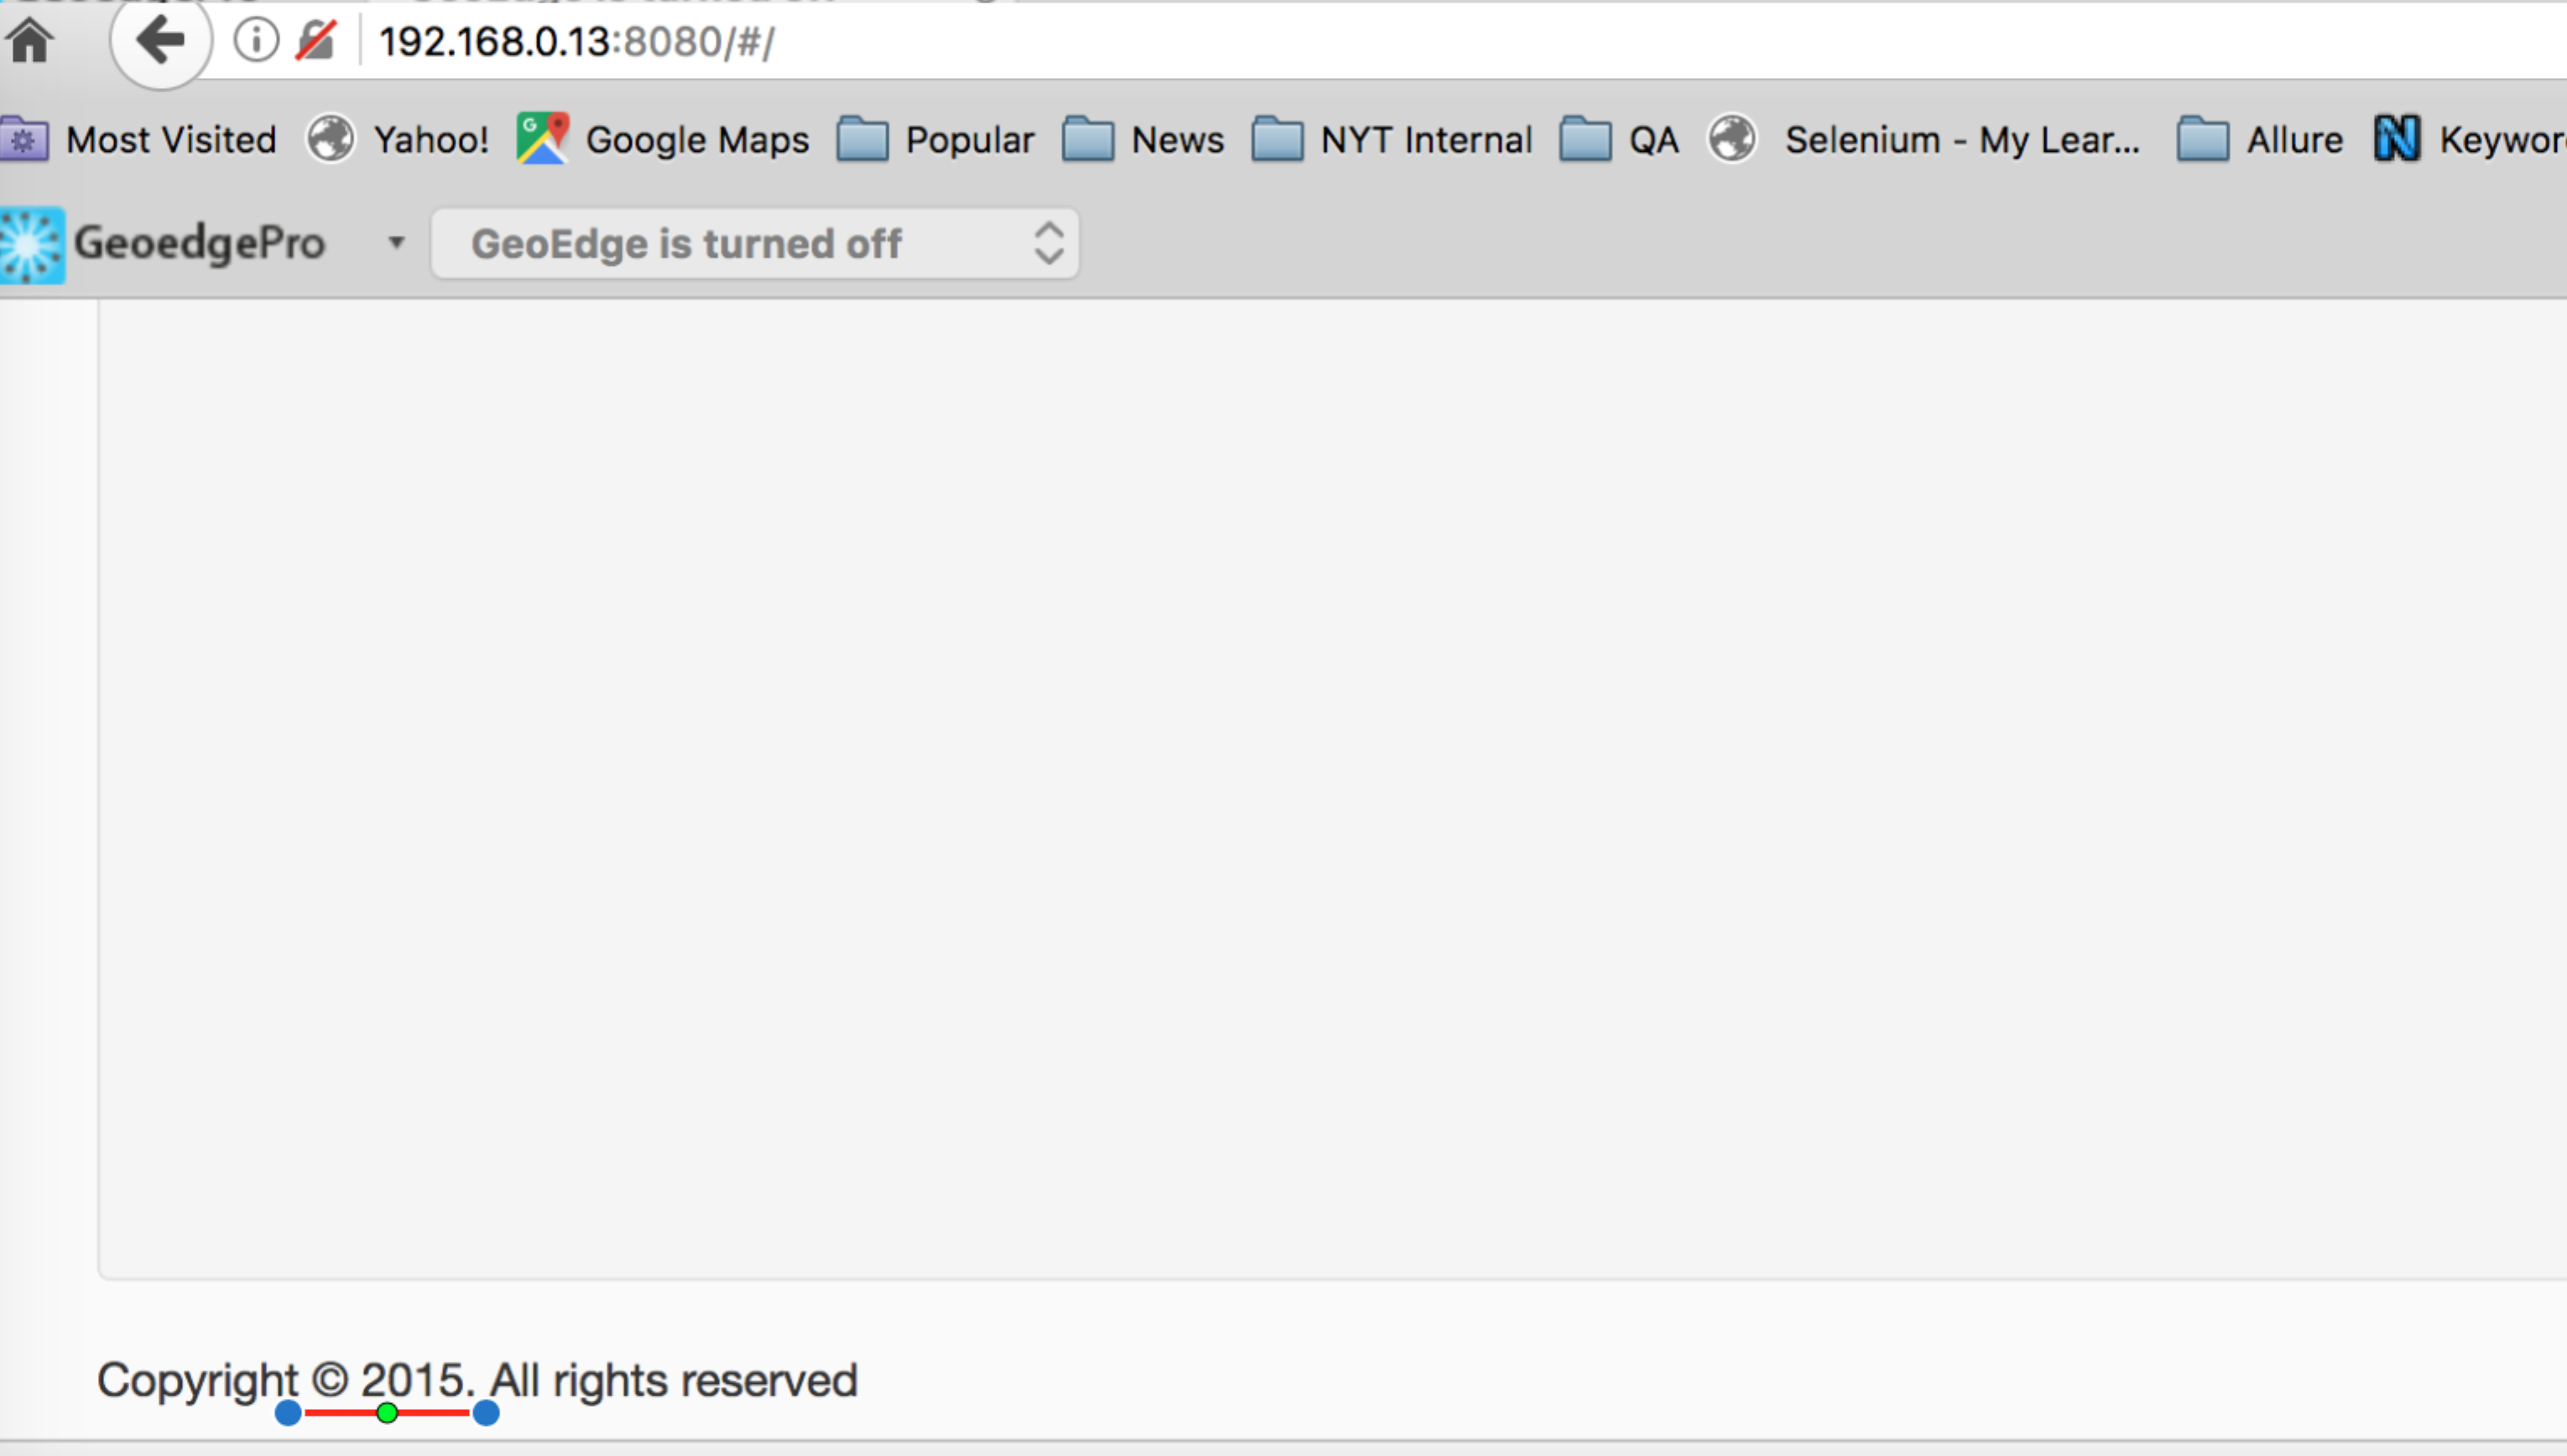 192.168.0.13:8080/#/
Most Visited Yahoo! Google Maps Popular News NYT Internal QA Selenium - My Lear... Allure Keywor
GeoedgePro GeoEdge is turned off
Copyright © 2015. All rights reserved